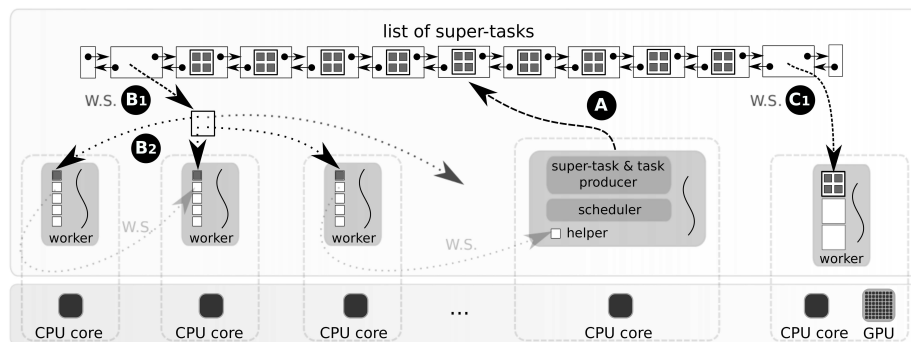 list of super-tasks
W.S. B1
A
W.S. C1
B2
super-task & task
producer
scheduler
helper
W.S.
W.S.
worker
worker
worker
worker
...
CPU core
CPU core
CPU core
CPU core
CPU core
GPU